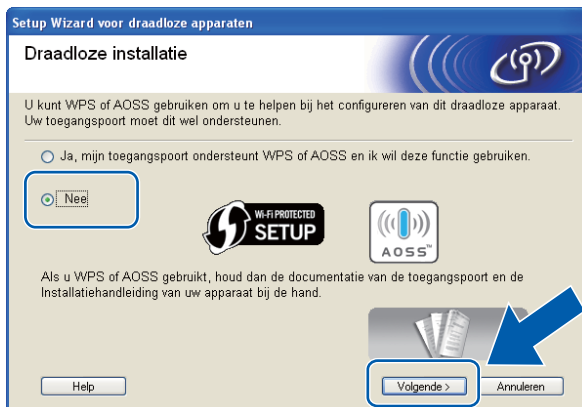 Setup Wizard voor draadloze apparaten
Draadloze installatie
U kunt WPS of AOSS gebruiken om u te helpen bij het configureren van dit draadloze apparaat.
Uw toegangspoort moet dit wel ondersteunen.
Ja, mijn toegangspoort ondersteunt WPS of AOSS en ik wil deze functie gebruiken.
Nee
Wi-Fi PROTECTED
SETUP
AOSS™
Als u WPS of AOSS gebruikt, houd dan de documentatie van de toegangspoort en de
Installatiehandleiding van uw apparaat bij de hand.
Help
Volgende >
Annuleren